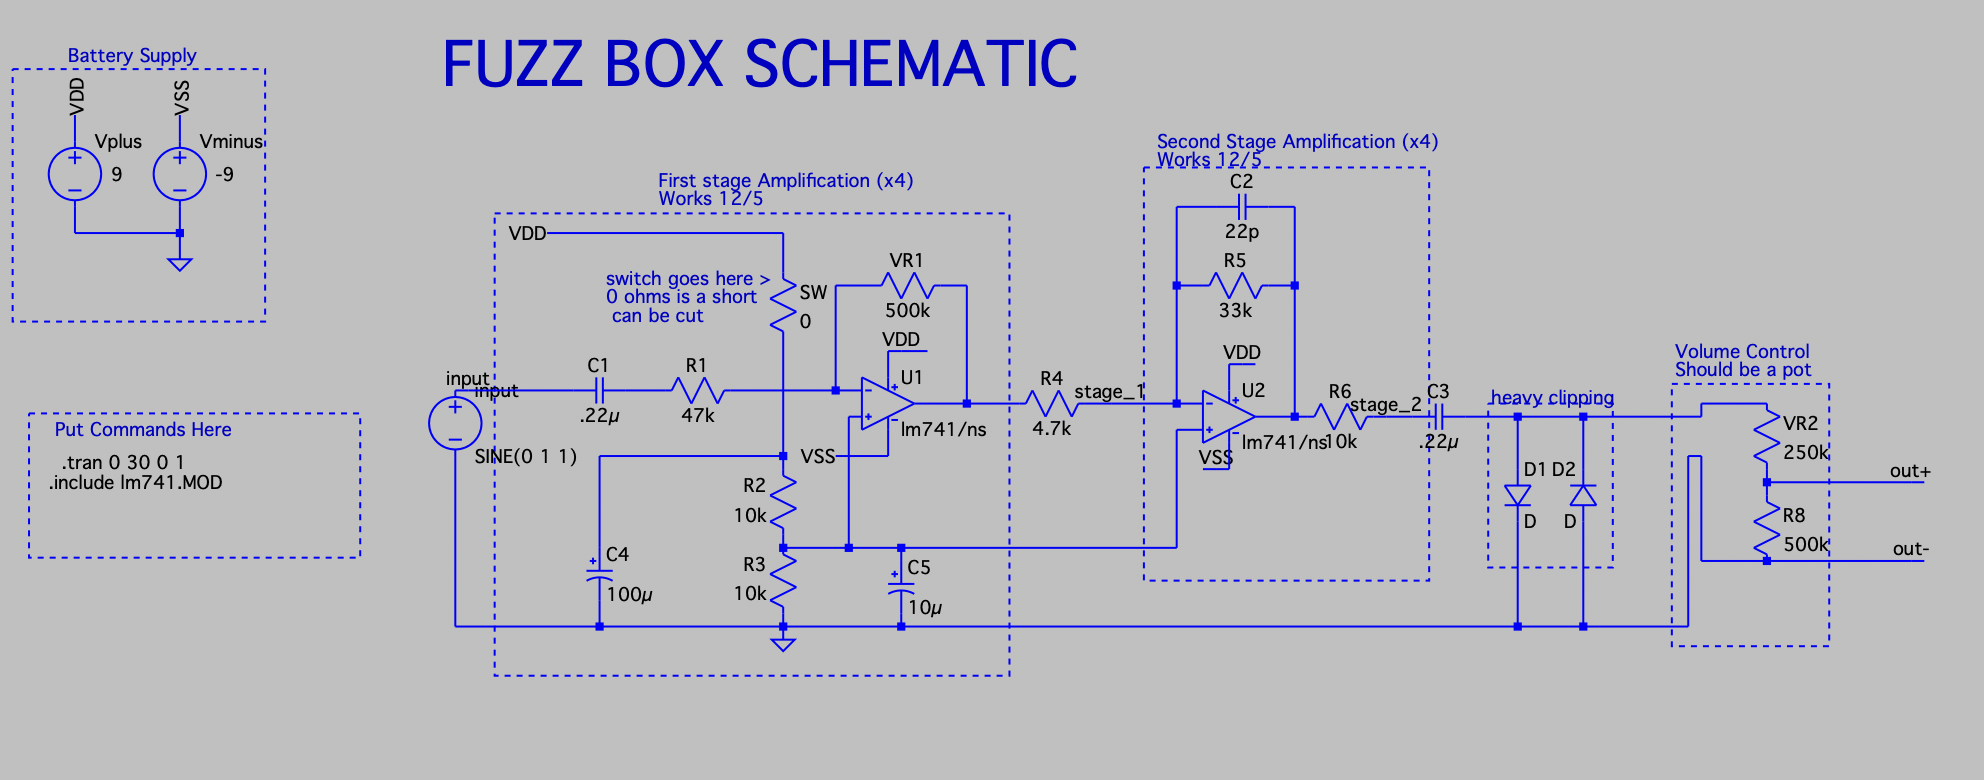 FUZZ BOX SCHEMATIC
Battery Supply
VDD
VSS
Vplus
9
Vminus
-9
Put Commands Here
.tran 0 30 0 1
.include lm741.MOD
First stage Amplification (x4)
Works 12/5
VDD
switch goes here >
0 ohms is a short
can be cut
SW
0
VR1
500k
VDD
input
input
C1
.22µ
R1
47k
U1
lm741/ns
SINE(0 1 1)
VSS
R2
10k
C4
100µ
R3
10k
C5
10µ
R4
4.7k
stage_1
Second Stage Amplification (x4)
Works 12/5
C2
22p
R5
33k
VDD
U2
lm741/ns
VSS
R6
10k
stage_2
C3
.22µ
heavy clipping
D1
D
D2
D
Volume Control
Should be a pot
VR2
250k
out+
R8
500k
out-